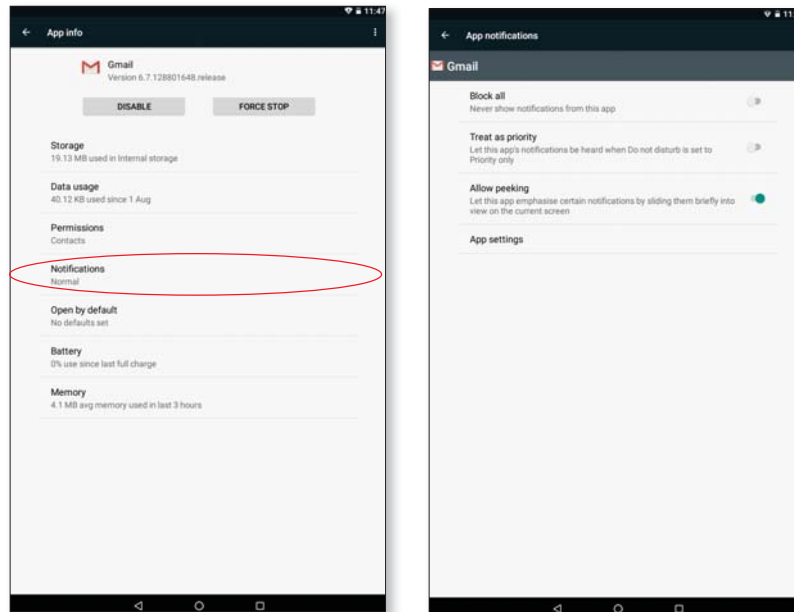 11:47
App info
Gmail
Version 6.7.128801648.release
DISABLE
FORCE STOP
Storage
19.13 MB used in Internal storage
Data usage
40.12 KB used since 1 Aug
Permissions
Contacts
Notifications
Normal
Open by default
No defaults set
Battery
0% use since last full charge
Memory
4.1 MB avg memory used in last 3 hours
App notifications
Gmail
Block all
Never show notifications from this app
Treat as priority
Let this app's notifications be heard when Do not disturb is set to
Priority only
Allow peeking
Let this app emphasise certain notifications by sliding them briefly into
view on the current screen
App settings